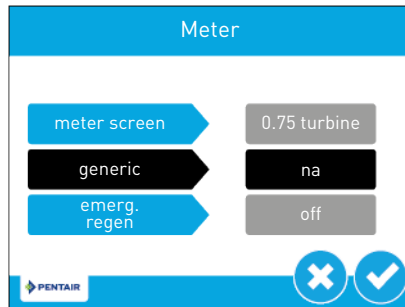 Meter
meter screen
0.75 turbine
generic
na
emerg.
regen
off
PENTAIR